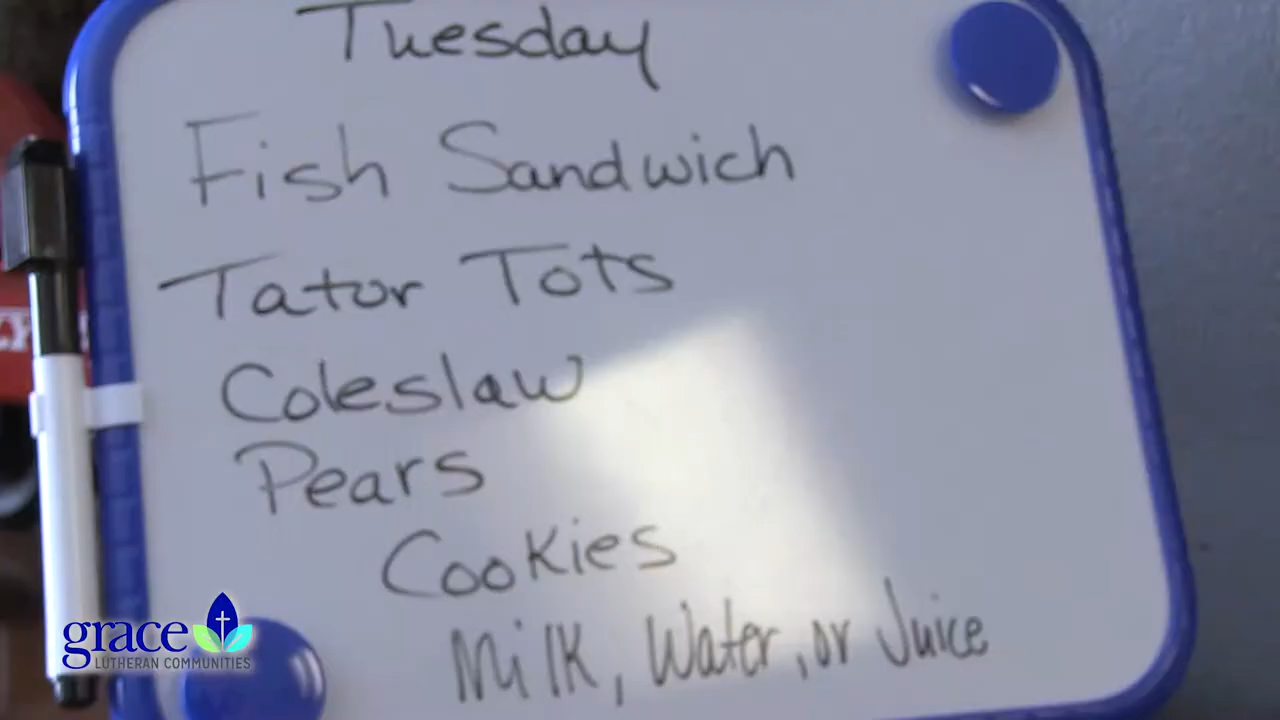 Tuesday
Fish Sandwich
Tator Tots
Coleslaw
Pears
Cookies
Milk, Water, or Juice
grace
LUTHERAN COMMUNITIES